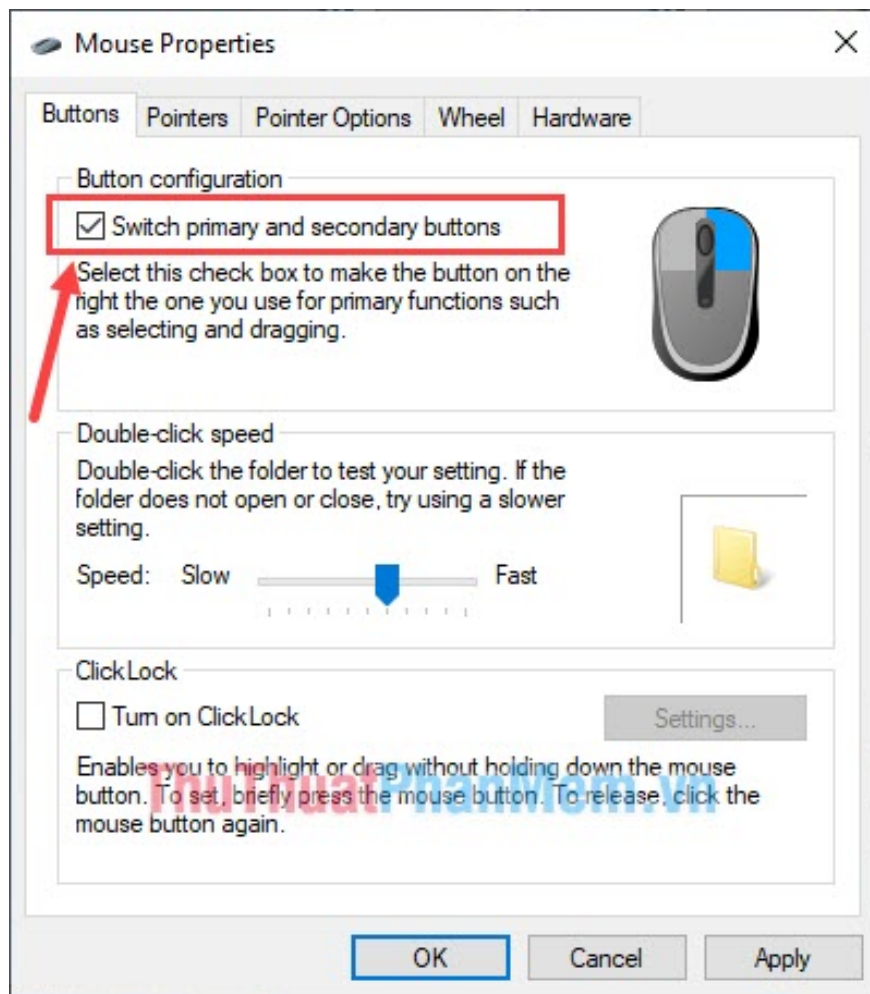 Mouse Properties
Buttons Pointers Pointer Options Wheel Hardware
Button configuration
Switch primary and secondary buttons
Select this check box to make the button on the
right the one you use for primary functions such
as selecting and dragging.
Double-click speed
Double-click the folder to test your setting. If the
folder does not open or close, try using a slower
setting.
Speed: Slow Fast
ClickLock
Turn on ClickLock
Settings...
Enables you to highlight or drag without holding down the mouse
button. To set, briefly press the mouse button. To release, click the
mouse button again.
ThuThuatPhanMem.vn
OK Cancel Apply